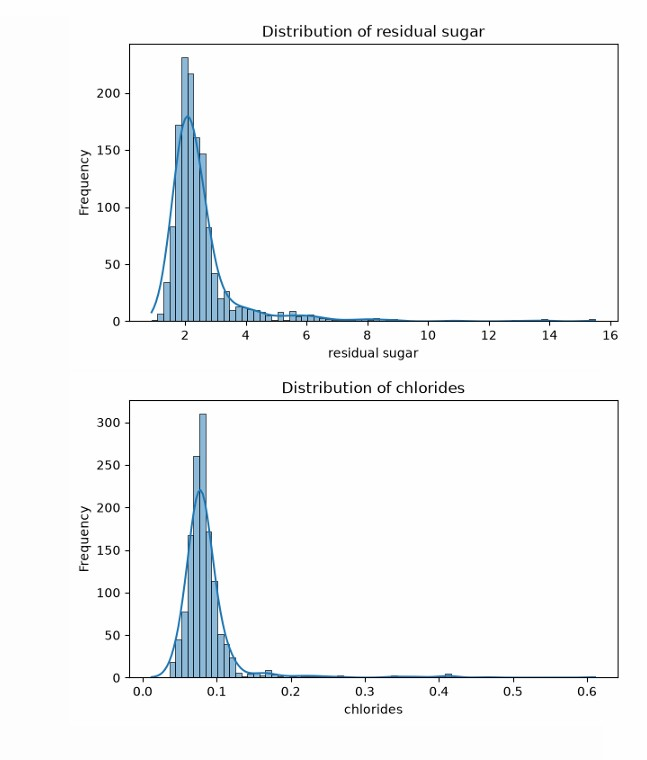 Distribution of residual sugar
200
150
100
50
0
Frequency
2 4 6 8 10 12 14 16
residual sugar
Distribution of chlorides
300
250
200
150
100
50
0
Frequency
0.0 0.1 0.2 0.3 0.4 0.5 0.6
chlorides